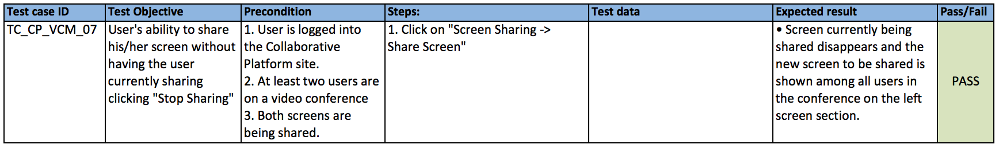 Test case ID
Test Objective
Precondition
Steps:
Test data
Expected result
Pass/Fail
TC_CP_VCM_07
User's ability to share
his/her screen without
having the user
currently sharing
clicking "Stop Sharing"
1. User is logged into
the Collaborative
Platform site.
2. At least two users are
on a video conference
3. Both screens are
being shared.
1. Click on "Screen Sharing ->
Share Screen"
• Screen currently being
shared disappears and the
new screen to be shared is
shown among all users in
the conference on the left
screen section.
PASS